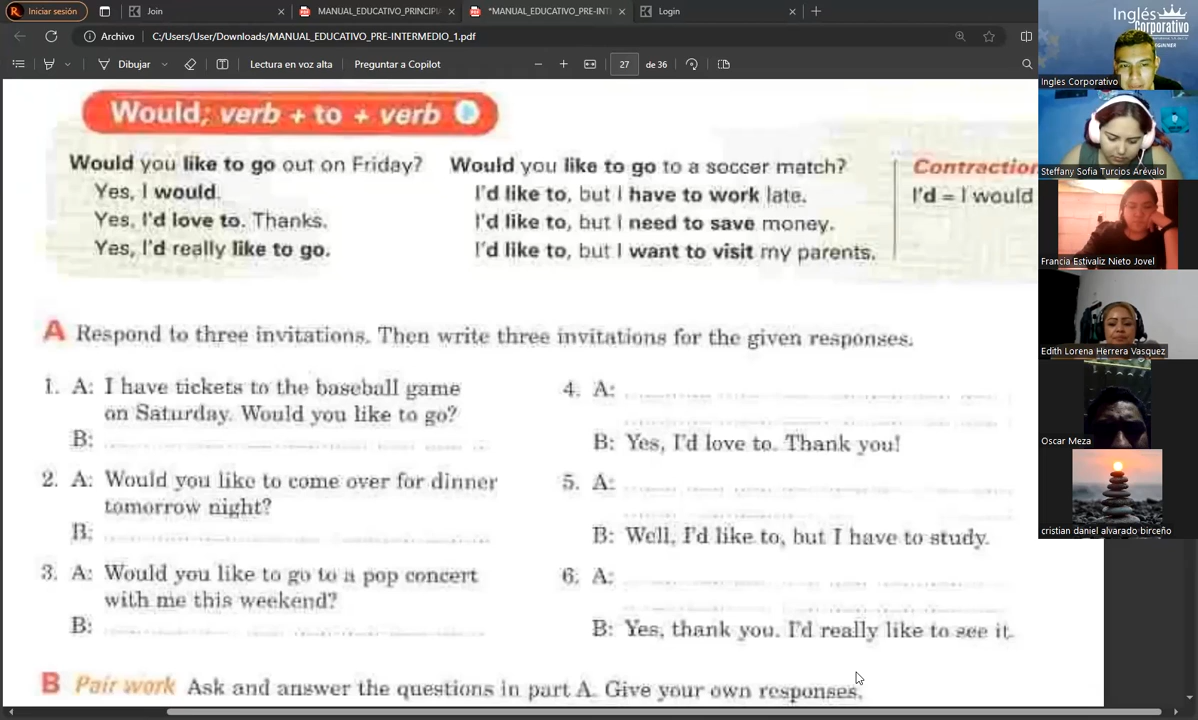 Iniciar sesión
Join
MANUAL_EDUCATIVO_PRINCIPI
*MANUAL_EDUCATIVO_PRE-INT
Login
Archivo
C:/Users/User/Downloads/MANUAL_EDUCATIVO_PRE-INTERMEDIO_1.pdf
Dibujar
Lectura en voz alta
Preguntar a Copilot
27
de 36
Would; verb + to + verb
Would you like to go out on Friday?
Yes, I would.
Yes, I'd love to. Thanks.
Yes, I'd really like to go.
Would you like to go to a soccer match?
I'd like to, but I have to work late.
I'd like to, but I need to save money.
I'd like to, but I want to visit my parents.
Contraction
I'd = I would
A Respond to three invitations. Then write three invitations for the given responses.
1. A: I have tickets to the baseball game
on Saturday. Would you like to go?
B:
2. A: Would you like to come over for dinner
tomorrow night?
B:
3. A: Would you like to go to a pop concert
with me this weekend?
B:
4. A:
B: Yes, I'd love to. Thank you!
5. A:
B: Well, I'd like to, but I have to study.
6. A:
B: Yes, thank you. I'd really like to see it.
B Pair work Ask and answer the questions in part A. Give your own responses.
Inglés
Corporativo
Ingles Corporativo
Steffany Sofia Turcios Arévalo
Francia Estivaliz Nieto Jovel
Edith Lorena Herrera Vasquez
Oscar Meza
cristian daniel alvarado birceño